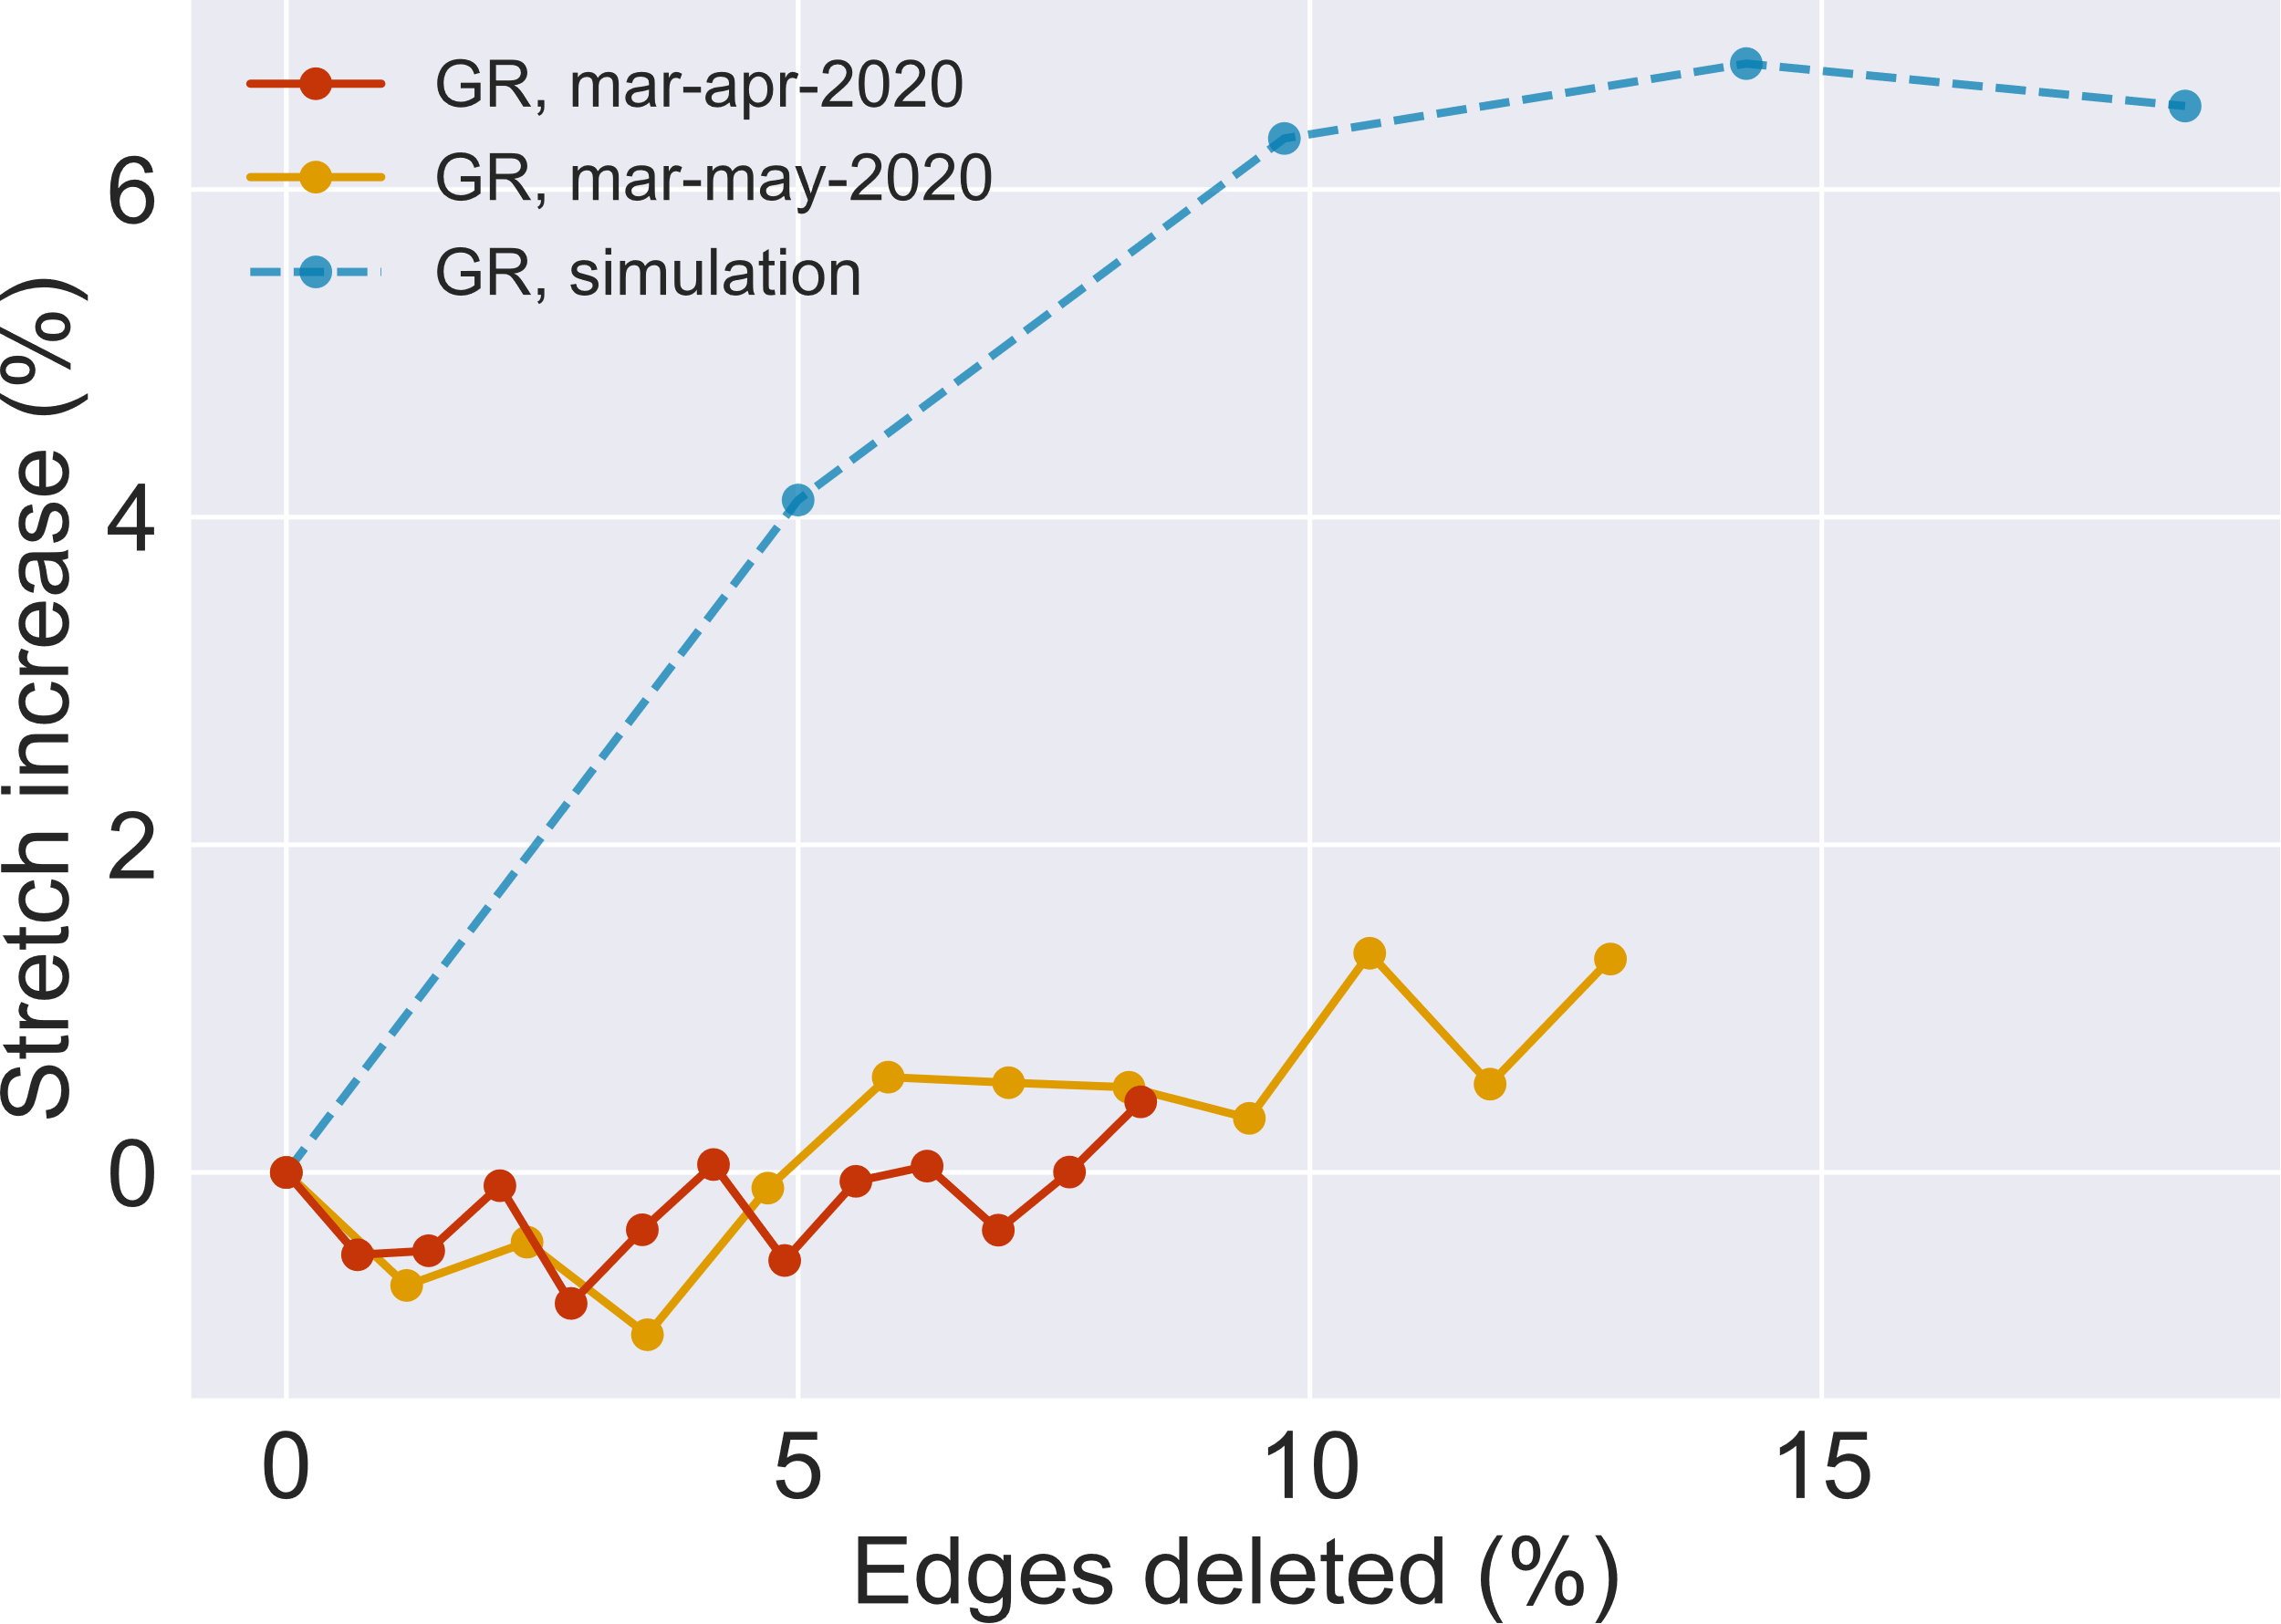 GR, mar-apr-2020
GR, mar-may-2020
GR, simulation
Stretch increase (%)
6
4
2
0
0 5 10 15
Edges deleted (%)